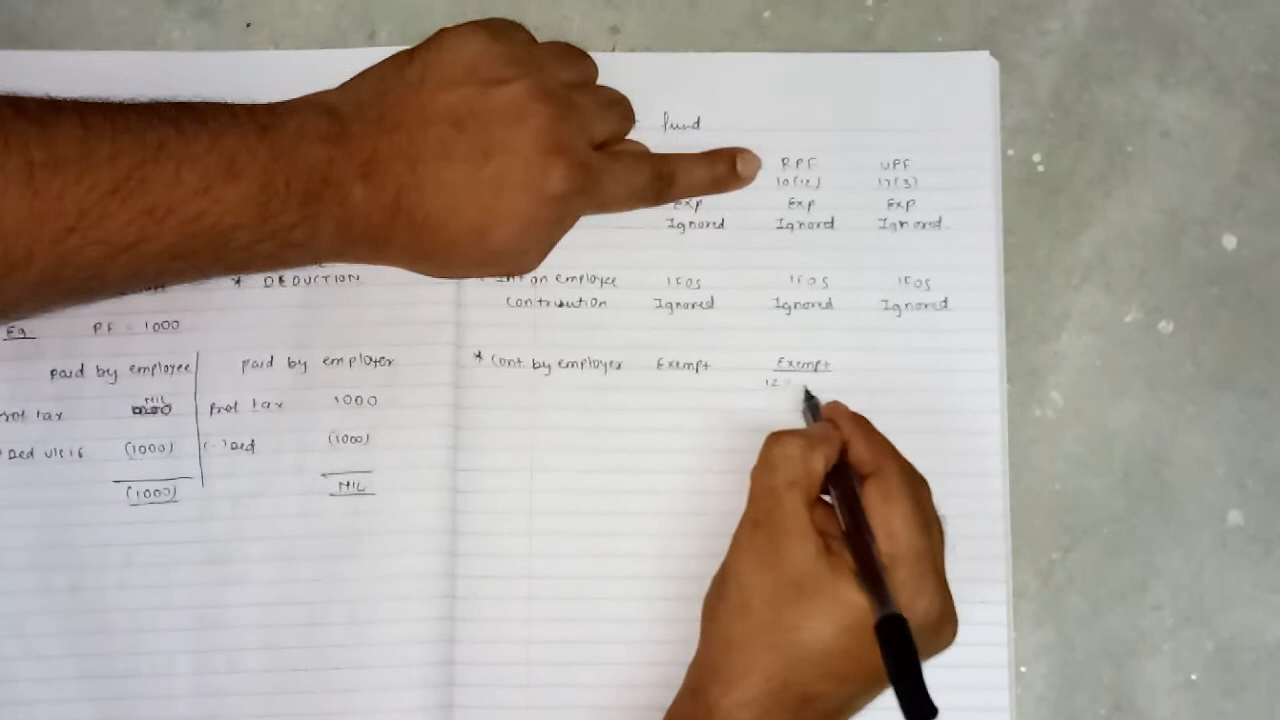 * DEDUCTION
Eg PF = 1000
paid by employee paid by employer
NIL
prof tax 1000
Ded u/s 16 (1000) (-) Ded (1000)
(1000) NIL
fund
RPF UPF
10(12) 17(3)
Exp Exp Exp
Ignored Ignored Ignored
Int on employee IFOS IFOS IFOS
contribution Ignored Ignored Ignored
* Cont by employer Exempt Exempt
12